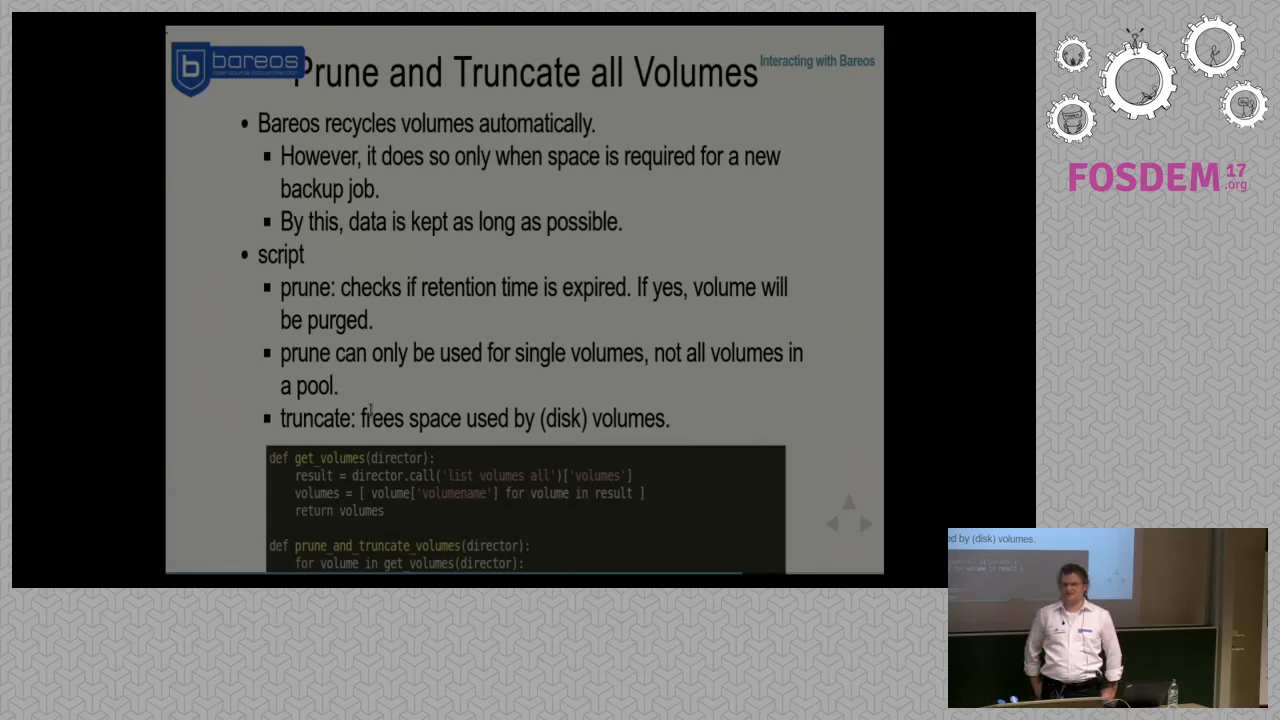 bareos
Prune and Truncate all Volumes
Interacting with Bareos
• Bareos recycles volumes automatically.
▪ However, it does so only when space is required for a new
backup job.
▪ By this, data is kept as long as possible.
• script
▪ prune: checks if retention time is expired. If yes, volume will
be purged.
▪ prune can only be used for single volumes, not all volumes in
a pool.
▪ truncate: frees space used by (disk) volumes.
def get_volumes(director):
result = director.call('list volumes all')['volumes']
volumes = [ volume['volumename'] for volume in result ]
return volumes
def prune_and_truncate_volumes(director):
for volume in get_volumes(director):
FOSDEM 17
.org
ed by (disk) volumes.
for volume in result ]